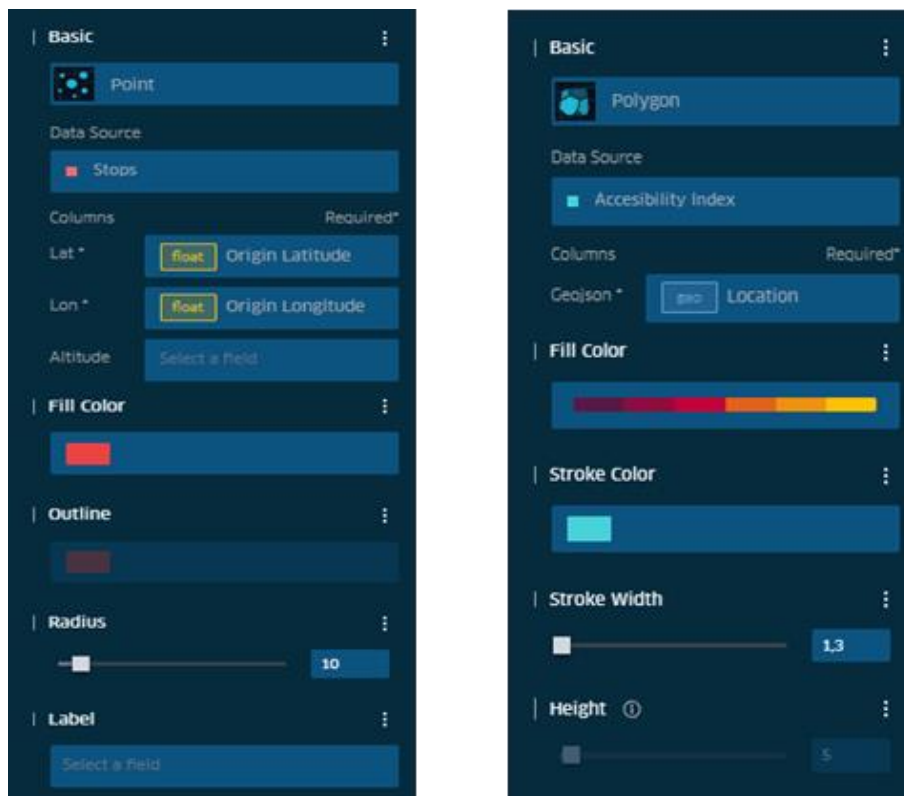 Basic
Point
Data Source
Stops
Columns Required*
Lat * float Origin Latitude
Lon * float Origin Longitude
Altitude Select a field
Fill Color
Outline
Radius
10
Label
Select a field
Basic
Polygon
Data Source
Accesibility Index
Columns Required*
Geojson * geo Location
Fill Color
Stroke Color
Stroke Width
1,3
Height
5